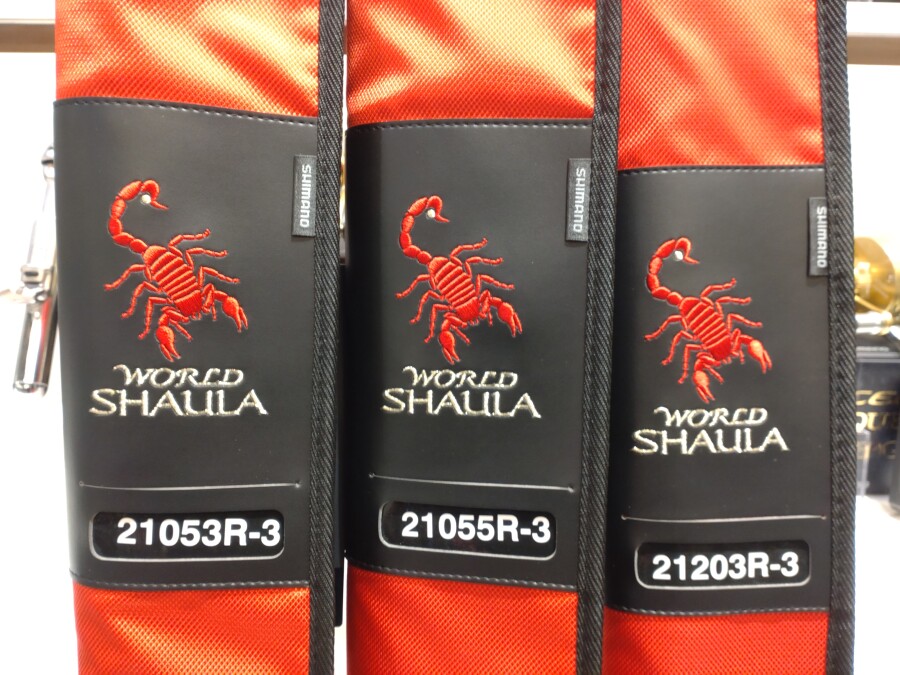 SHIMANO
WORLD
SHAULA
21053R-3
SHIMANO
WORLD
SHAULA
21055R-3
SHIMANO
WORLD
SHAULA
21203R-3